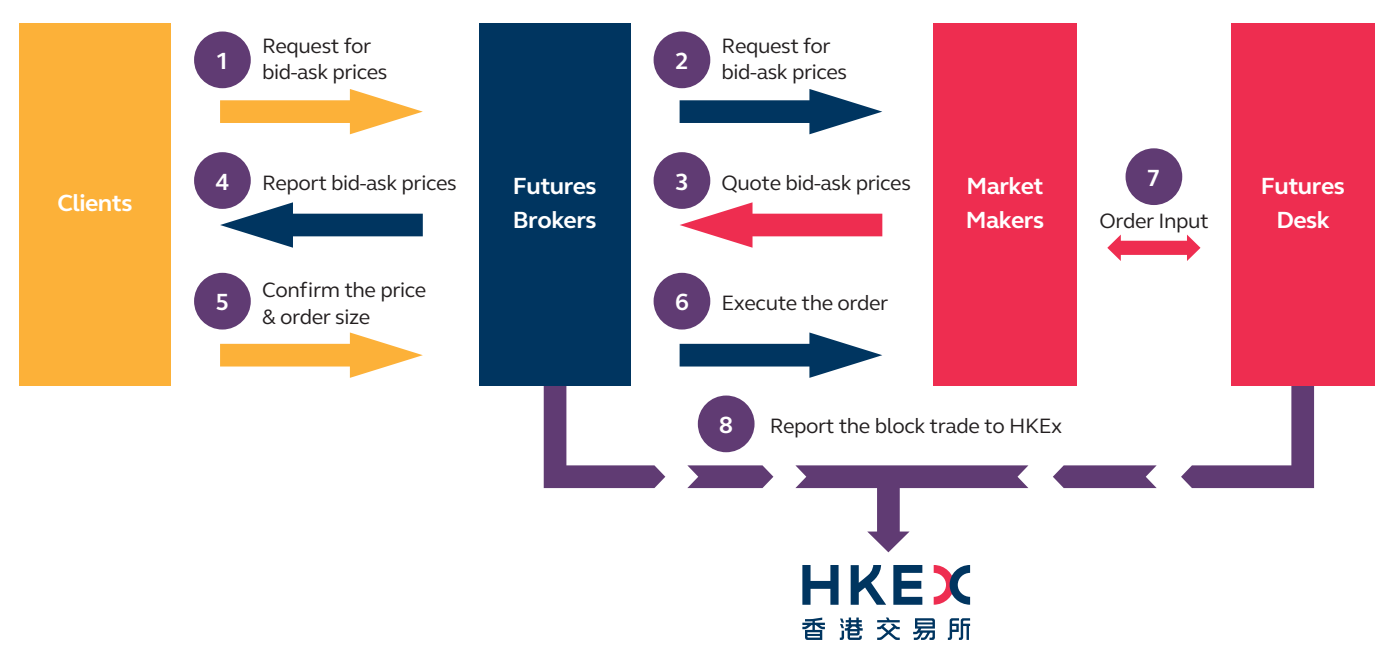 1
Request for
bid-ask prices
2
Request for
bid-ask prices
4
Report bid-ask prices
3
Quote bid-ask prices
7
Order Input
Clients
Futures
Brokers
Market
Makers
Futures
Desk
5
Confirm the price
& order size
6
Execute the order
8
Report the block trade to HKEx
HKEX
香港交易所